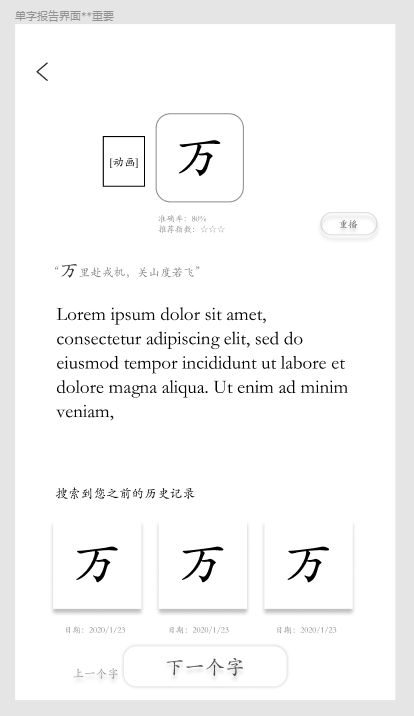 单字报告界面**重要
[动画]
万
准确率：80%
推荐指数：☆☆☆
重播
“万里赴戎机，关山度若飞”
Lorem ipsum dolor sit amet,
consectetur adipiscing elit, sed do
eiusmod tempor incididunt ut labore et
dolore magna aliqua. Ut enim ad minim
veniam,
搜索到您之前的历史记录
万 万 万
日期：2020/1/23 日期：2020/1/23 日期：2020/1/23
上一个字 下一个字